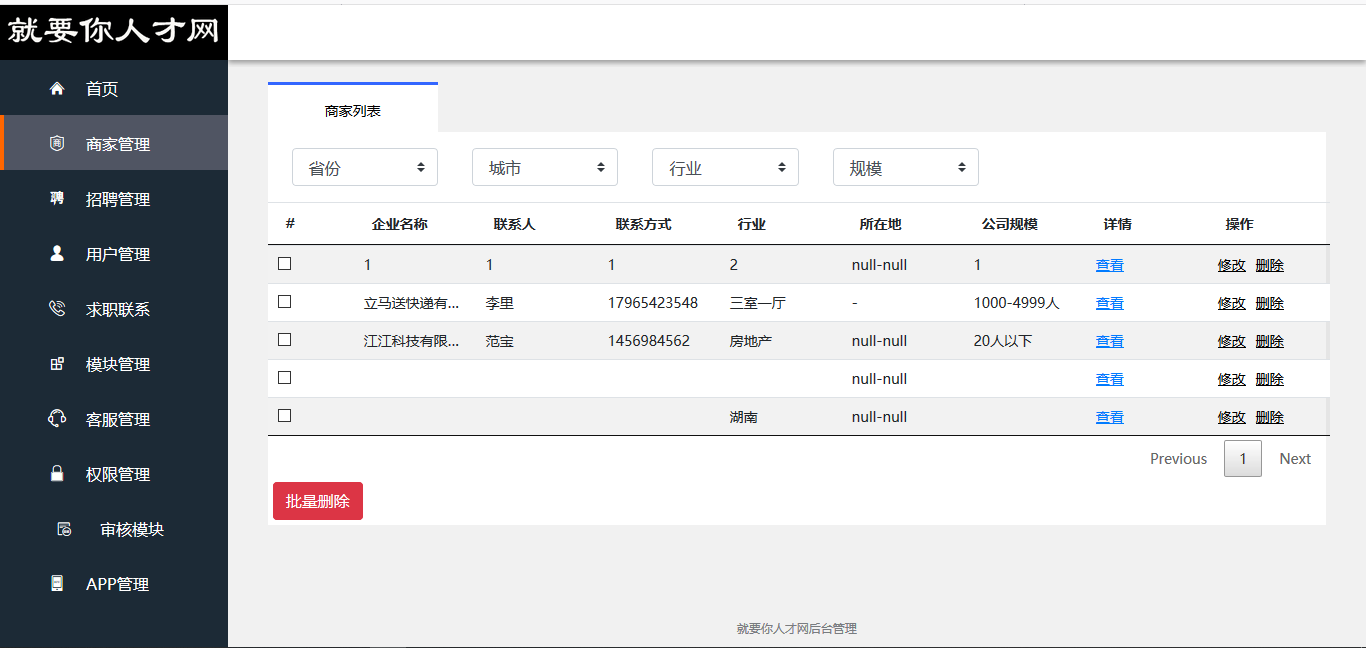 就要你人才网
首页
商家管理
招聘管理
用户管理
求职联系
模块管理
客服管理
权限管理
审核模块
APP管理
商家列表
省份 城市 行业 规模
# 企业名称 联系人 联系方式 行业 所在地 公司规模 详情 操作
1 1 1 2 null-null 1 查看 修改 删除
立马送快递有... 李里 17965423548 三室一厅 - 1000-4999人 查看 修改 删除
江江科技有限... 范宝 1456984562 房地产 null-null 20人以下 查看 修改 删除
null-null 查看 修改 删除
湖南 null-null 查看 修改 删除
Previous 1 Next
批量删除
就要你人才网后台管理